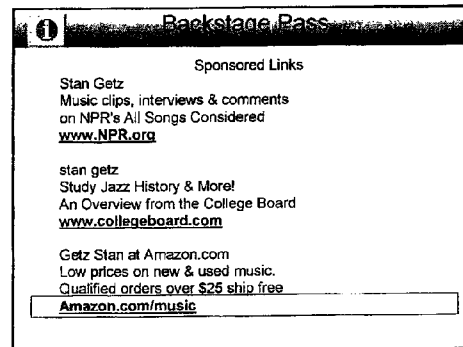 i Backstage Pass
Sponsored Links
Stan Getz
Music clips, interviews & comments
on NPR's All Songs Considered
www.NPR.org
stan getz
Study Jazz History & More!
An Overview from the College Board
www.collegeboard.com
Getz Stan at Amazon.com
Low prices on new & used music.
Qualified orders over $25 ship free
Amazon.com/music